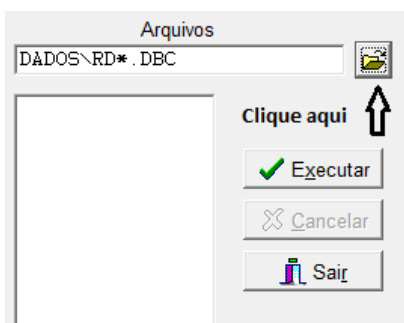 Arquivos
DADOS\RD*.DBC
Clique aqui
Executar
Cancelar
Sair